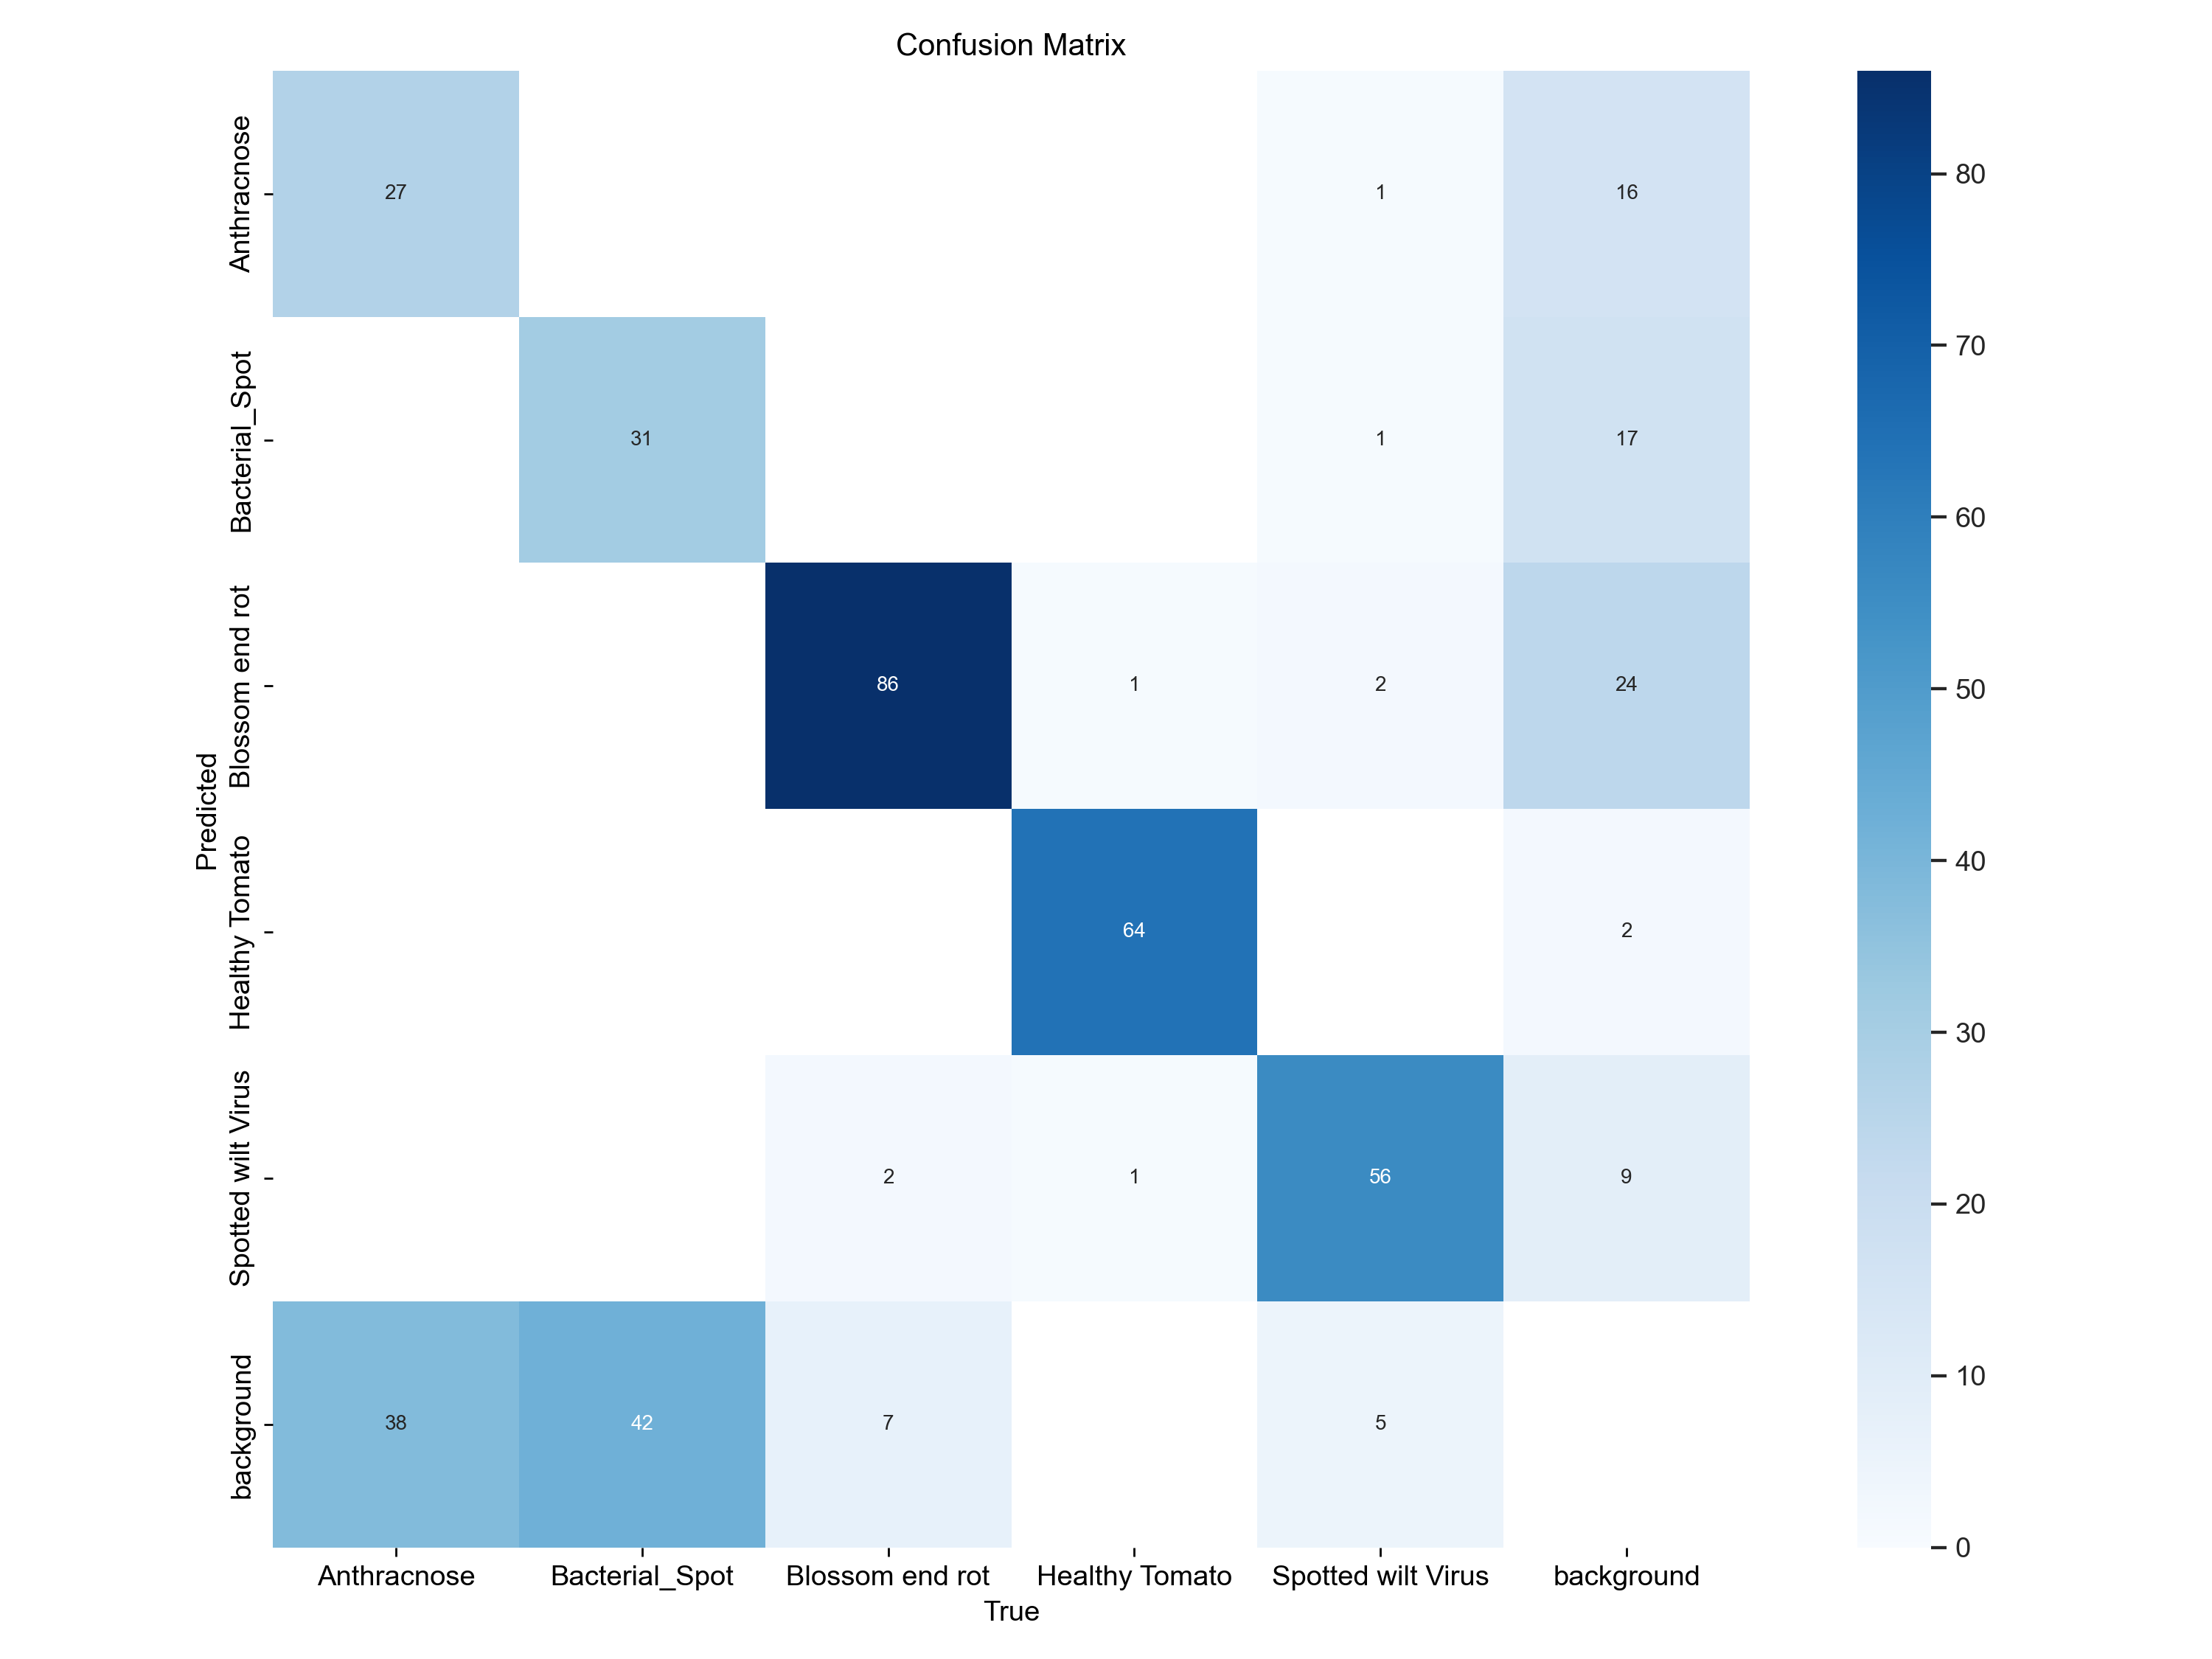 Confusion Matrix
Predicted
Anthracnose
27
1
16
Bacterial_Spot
31
1
17
Blossom end rot
86
1
2
24
Healthy Tomato
64
2
Spotted wilt Virus
2
1
56
9
background
38
42
7
5
Anthracnose
Bacterial_Spot
Blossom end rot
Healthy Tomato
Spotted wilt Virus
background
True
80
70
60
50
40
30
20
10
0